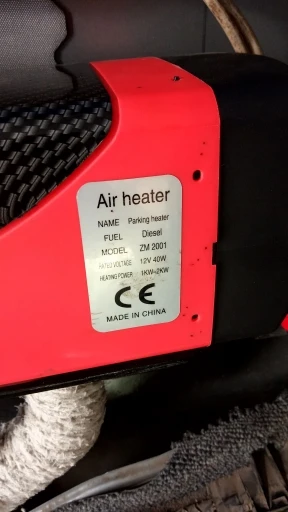 Air heater
NAME Parking heater
FUEL Diesel
MODEL ZM 2001
RATED VOLTAGE 12V 40W
HEATING POWER 1KW-2KW
CE
MADE IN CHINA